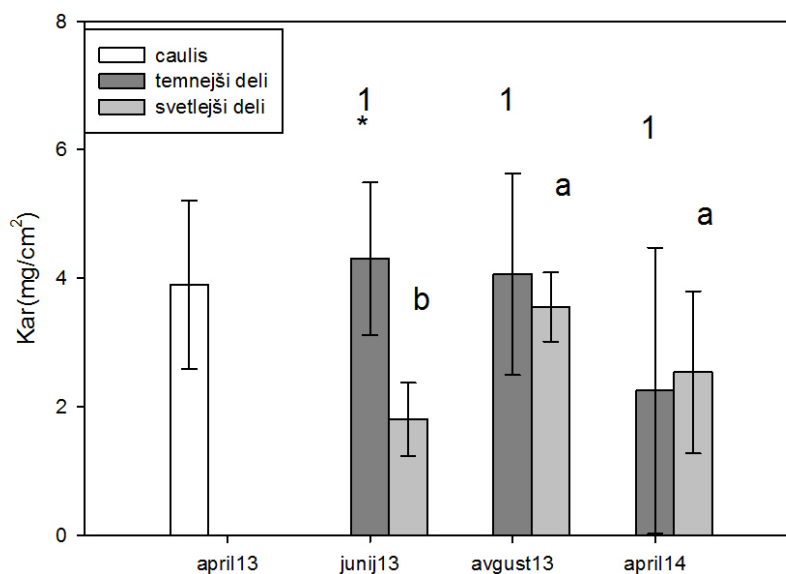 8
6
4
2
0
Kar(mg/cm²)
caulis
temnejši deli
svetlejši deli
1
*
1
1
b
a
a
april13
junij13
avgust13
april14